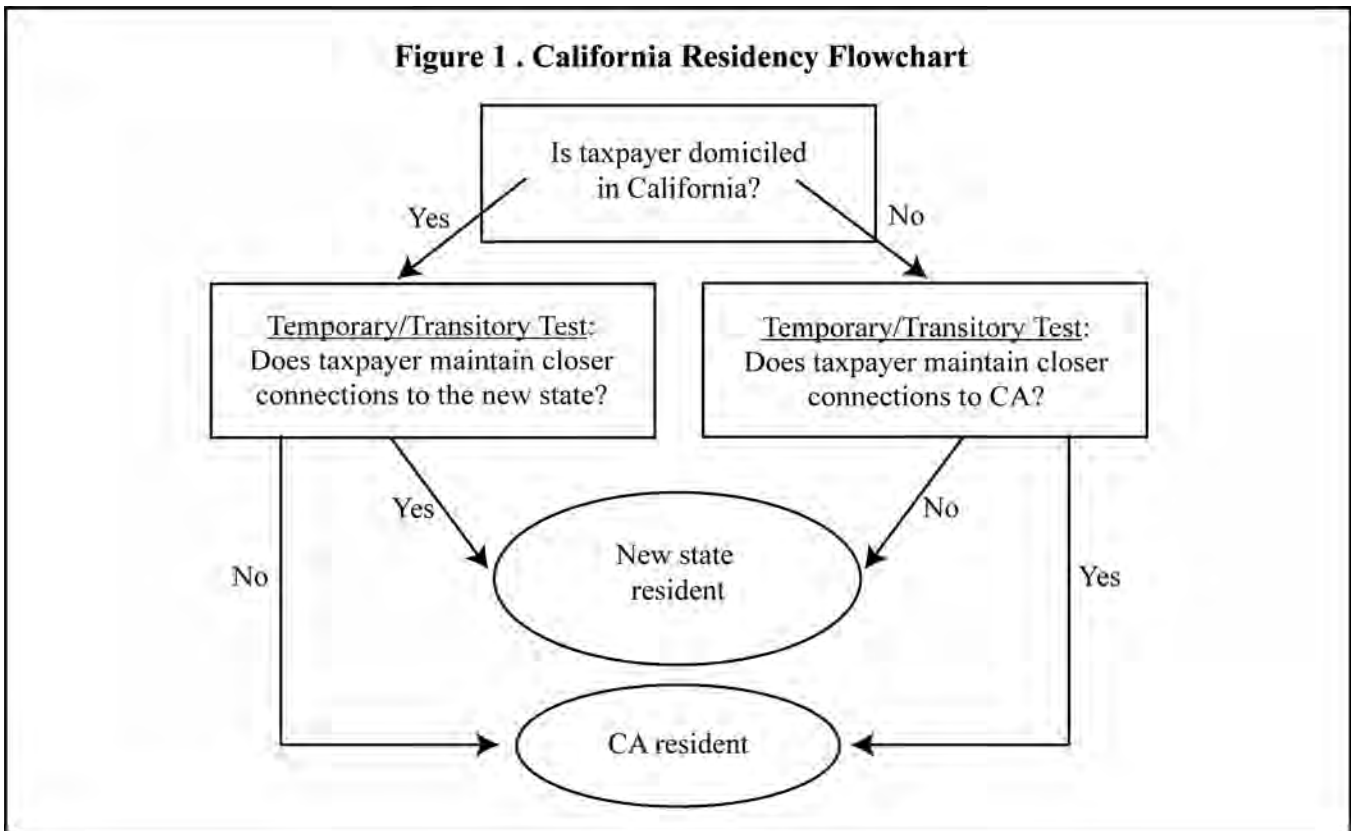 Figure 1 . California Residency Flowchart
Is taxpayer domiciled
in California?
Yes
No
Temporary/Transitory Test:
Does taxpayer maintain closer
connections to the new state?
Temporary/Transitory Test:
Does taxpayer maintain closer
connections to CA?
Yes
No
New state
resident
No
Yes
CA resident